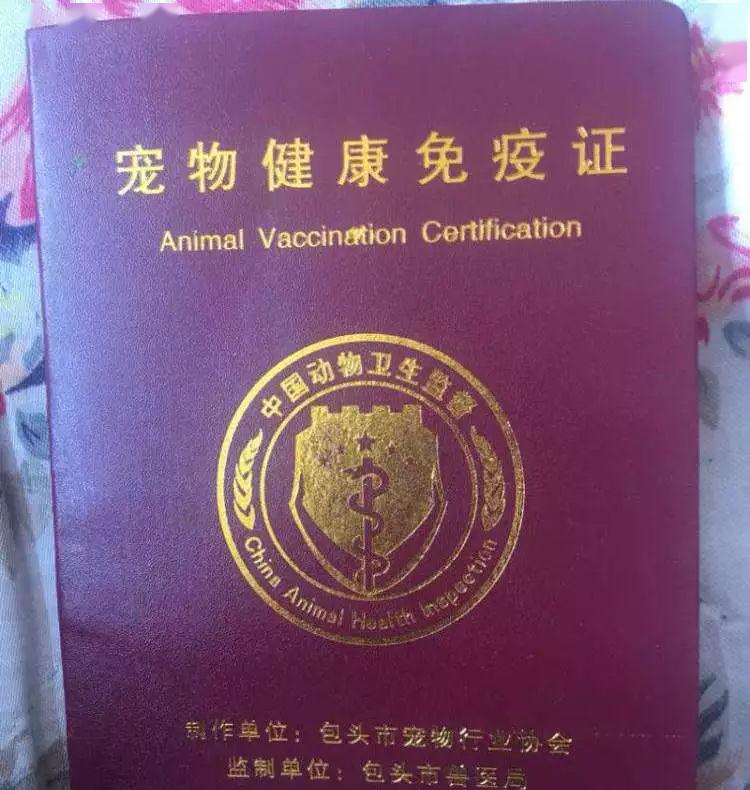 宠物健康免疫证
Animal Vaccination Certification
中国动物卫生监督
China Animal Health Inspection
制作单位：包头市宠物行业协会
监制单位：包头市兽医局